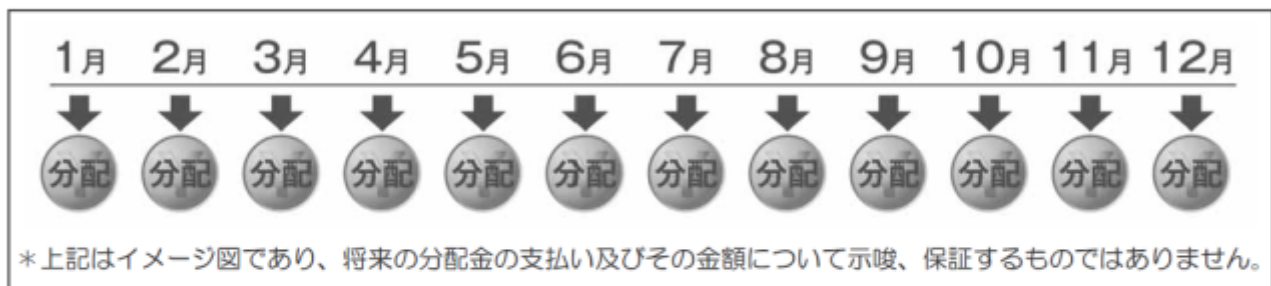 1月 2月 3月 4月 5月 6月 7月 8月 9月 10月 11月 12月
分配 分配 分配 分配 分配 分配 分配 分配 分配 分配 分配 分配
*上記はイメージ図であり、将来の分配金の支払い及びその金額について示唆、保証するものではありません。